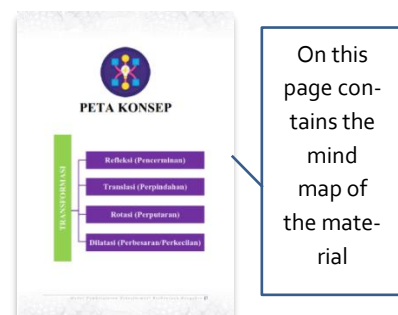 PETA KONSEP
TRANSFORMASI
Refleksi (Pencerminan)
Translasi (Perpindahan)
Rotasi (Perputaran)
Dilatasi (Perbesaran/Perkecilan)
On this
page con-
tains the
mind
map of
the mate-
rial